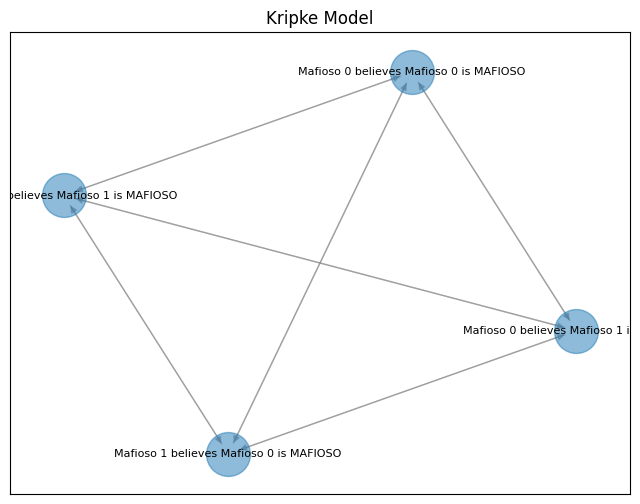 Kripke Model
Mafioso 0 believes Mafioso 0 is MAFIOSO
believes Mafioso 1 is MAFIOSO
Mafioso 0 believes Mafioso 1 i
Mafioso 1 believes Mafioso 0 is MAFIOSO